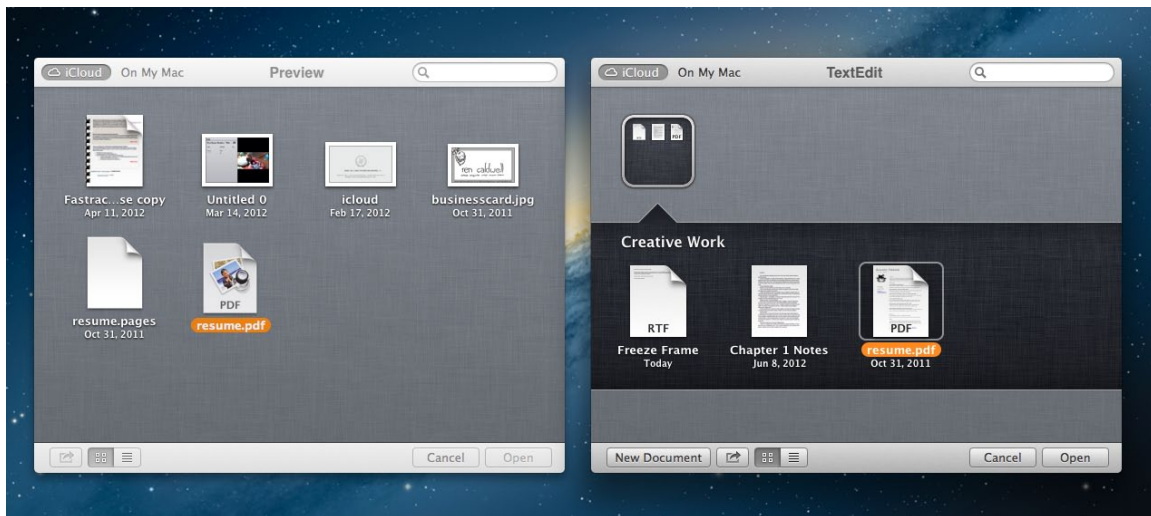 iCloud On My Mac Preview
Fastrac...se copy
Apr 11, 2012
Untitled 0
Mar 14, 2012
icloud
Feb 17, 2012
ren caldwell
businesscard.jpg
Oct 31, 2011
resume.pages
Oct 31, 2011
PDF
resume.pdf
Cancel Open
iCloud On My Mac TextEdit
PDF
Creative Work
RTF
Freeze Frame
Today
Chapter 1 Notes
Jun 8, 2012
PDF
resume.pdf
Oct 31, 2011
New Document Cancel Open